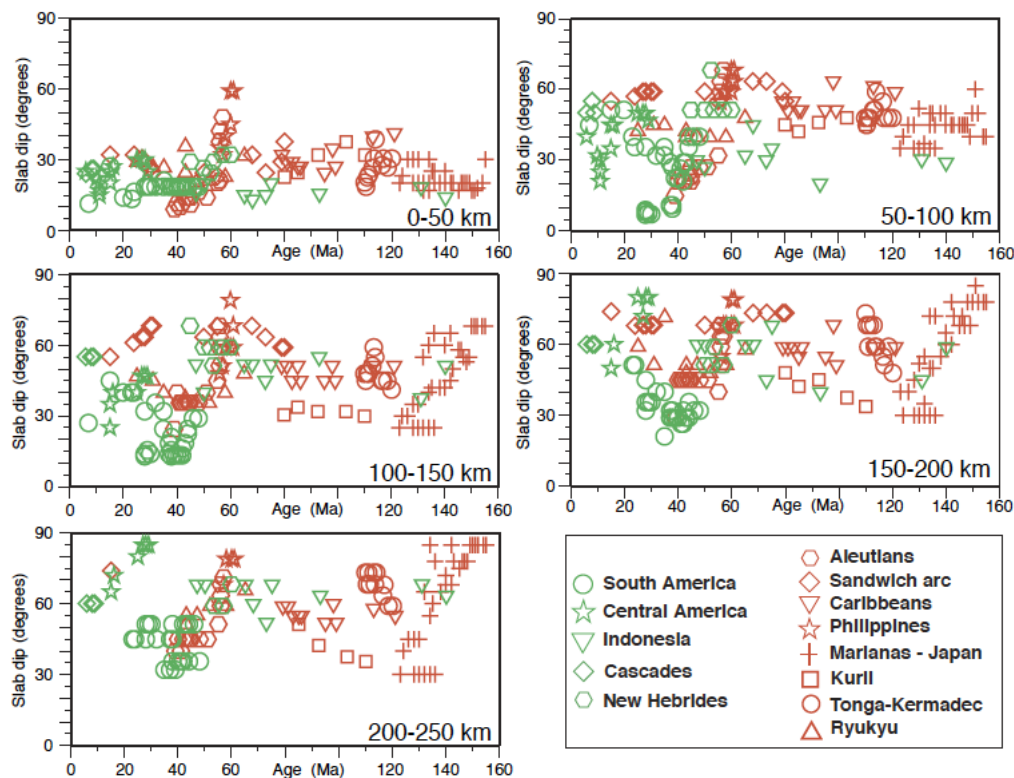 90
60
30
0
Slab dip (degrees)
0 20 40 Age (Ma) 80 100 120 140 160
0-50 km
90
60
30
0
Slab dip (degrees)
0 20 40 Age (Ma) 80 100 120 140 160
50-100 km
90
60
30
0
Slab dip (degrees)
0 20 40 60 Age (Ma) 100 120 140 160
100-150 km
90
60
30
0
Slab dip (degrees)
0 20 40 60 Age (Ma) 100 120 140 160
150-200 km
90
60
30
0
Slab dip (degrees)
0 20 40 60 Age (Ma) 100 120 140 160
200-250 km
South America
Central America
Indonesia
Cascades
New Hebrides
Aleutians
Sandwich arc
Caribbeans
Philippines
Marianas - Japan
Kuril
Tonga-Kermadec
Ryukyu